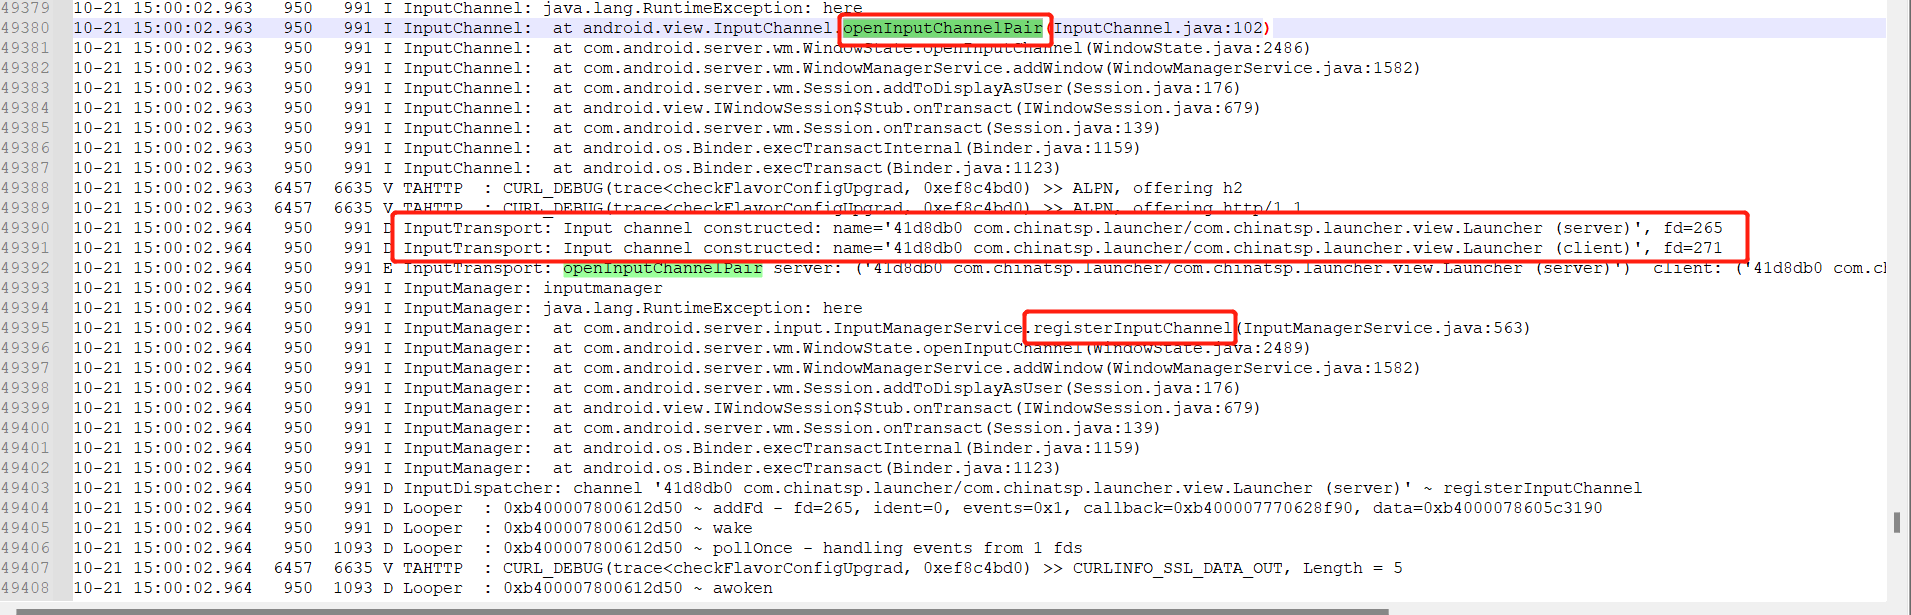 49379 10-21 15:00:02.963 950 991 I InputChannel: java.lang.RuntimeException: here
49380 10-21 15:00:02.963 950 991 I InputChannel: at android.view.InputChannel.openInputChannelPair(InputChannel.java:102)
49381 10-21 15:00:02.963 950 991 I InputChannel: at com.android.server.wm.WindowState.openInputChannel(WindowState.java:2486)
49382 10-21 15:00:02.963 950 991 I InputChannel: at com.android.server.wm.WindowManagerService.addWindow(WindowManagerService.java:1582)
49383 10-21 15:00:02.963 950 991 I InputChannel: at com.android.server.wm.Session.addToDisplayAsUser(Session.java:176)
49384 10-21 15:00:02.963 950 991 I InputChannel: at android.view.IWindowSession$Stub.onTransact(IWindowSession.java:679)
49385 10-21 15:00:02.963 950 991 I InputChannel: at com.android.server.wm.Session.onTransact(Session.java:139)
49386 10-21 15:00:02.963 950 991 I InputChannel: at android.os.Binder.execTransactInternal(Binder.java:1159)
49387 10-21 15:00:02.963 950 991 I InputChannel: at android.os.Binder.execTransact(Binder.java:1123)
49388 10-21 15:00:02.963 6457 6635 V TAHTTP : CURL_DEBUG(trace<checkFlavorConfigUpgrad, 0xef8c4bd0) >> ALPN, offering h2
49389 10-21 15:00:02.963 6457 6635 V TAHTTP : CURL_DEBUG(trace<checkFlavorConfigUpgrad, 0xef8c4bd0) >> ALPN, offering http/1.1
49390 10-21 15:00:02.964 950 991 D InputTransport: Input channel constructed: name='41d8db0 com.chinatsp.launcher/com.chinatsp.launcher.view.Launcher (server)', fd=265
49391 10-21 15:00:02.964 950 991 D InputTransport: Input channel constructed: name='41d8db0 com.chinatsp.launcher/com.chinatsp.launcher.view.Launcher (client)', fd=271
49392 10-21 15:00:02.964 950 991 E InputTransport: openInputChannelPair server: ('41d8db0 com.chinatsp.launcher/com.chinatsp.launcher.view.Launcher (server)') client: ('41d8db0 com.cl
49393 10-21 15:00:02.964 950 991 I InputManager: inputmanager
49394 10-21 15:00:02.964 950 991 I InputManager: java.lang.RuntimeException: here
49395 10-21 15:00:02.964 950 991 I InputManager: at com.android.server.input.InputManagerService.registerInputChannel(InputManagerService.java:563)
49396 10-21 15:00:02.964 950 991 I InputManager: at com.android.server.wm.WindowState.openInputChannel(WindowState.java:2489)
49397 10-21 15:00:02.964 950 991 I InputManager: at com.android.server.wm.WindowManagerService.addWindow(WindowManagerService.java:1582)
49398 10-21 15:00:02.964 950 991 I InputManager: at com.android.server.wm.Session.addToDisplayAsUser(Session.java:176)
49399 10-21 15:00:02.964 950 991 I InputManager: at android.view.IWindowSession$Stub.onTransact(IWindowSession.java:679)
49400 10-21 15:00:02.964 950 991 I InputManager: at com.android.server.wm.Session.onTransact(Session.java:139)
49401 10-21 15:00:02.964 950 991 I InputManager: at android.os.Binder.execTransactInternal(Binder.java:1159)
49402 10-21 15:00:02.964 950 991 I InputManager: at android.os.Binder.execTransact(Binder.java:1123)
49403 10-21 15:00:02.964 950 991 D InputDispatcher: channel '41d8db0 com.chinatsp.launcher/com.chinatsp.launcher.view.Launcher (server)' ~ registerInputChannel
49404 10-21 15:00:02.964 950 991 D Looper : 0xb400007800612d50 ~ addFd - fd=265, ident=0, events=0x1, callback=0xb400007770628f90, data=0xb4000078605c3190
49405 10-21 15:00:02.964 950 991 D Looper : 0xb400007800612d50 ~ wake
49406 10-21 15:00:02.964 950 1093 D Looper : 0xb400007800612d50 ~ pollOnce - handling events from 1 fds
49407 10-21 15:00:02.964 6457 6635 V TAHTTP : CURL_DEBUG(trace<checkFlavorConfigUpgrad, 0xef8c4bd0) >> CURLINFO_SSL_DATA_OUT, Length = 5
49408 10-21 15:00:02.964 950 1093 D Looper : 0xb400007800612d50 ~ awoken